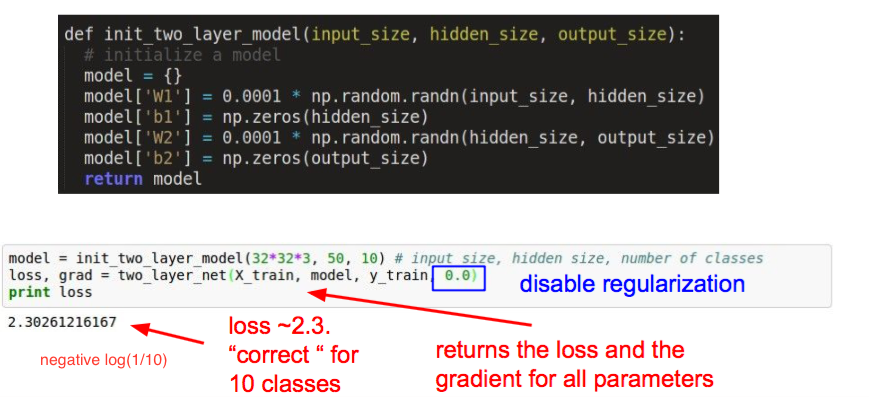 def init_two_layer_model(input_size, hidden_size, output_size):
# initialize a model
model = {}
model['W1'] = 0.0001 * np.random.randn(input_size, hidden_size)
model['b1'] = np.zeros(hidden_size)
model['W2'] = 0.0001 * np.random.randn(hidden_size, output_size)
model['b2'] = np.zeros(output_size)
return model
model = init_two_layer_model(32*32*3, 50, 10) # input size, hidden size, number of classes
loss, grad = two_layer_net(X_train, model, y_train, 0.0)
disable regularization
print loss
2.30261216167
negative log(1/10)
loss ~2.3.
“correct “ for
10 classes
returns the loss and the
gradient for all parameters